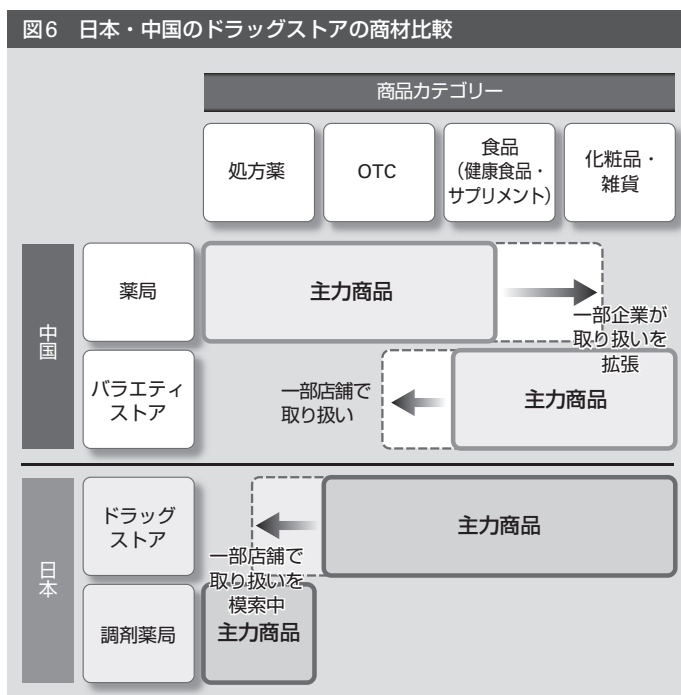 図6　日本・中国のドラッグストアの商材比較
商品カテゴリー
処方薬
OTC
食品
（健康食品・
サプリメント）
化粧品・
雑貨
中国
薬局
主力商品
一部企業が
取り扱いを
拡張
バラエティ
ストア
一部店舗で
取り扱い
主力商品
日本
ドラッグ
ストア
一部店舗で
取り扱いを
模索中
主力商品
調剤薬局
主力商品